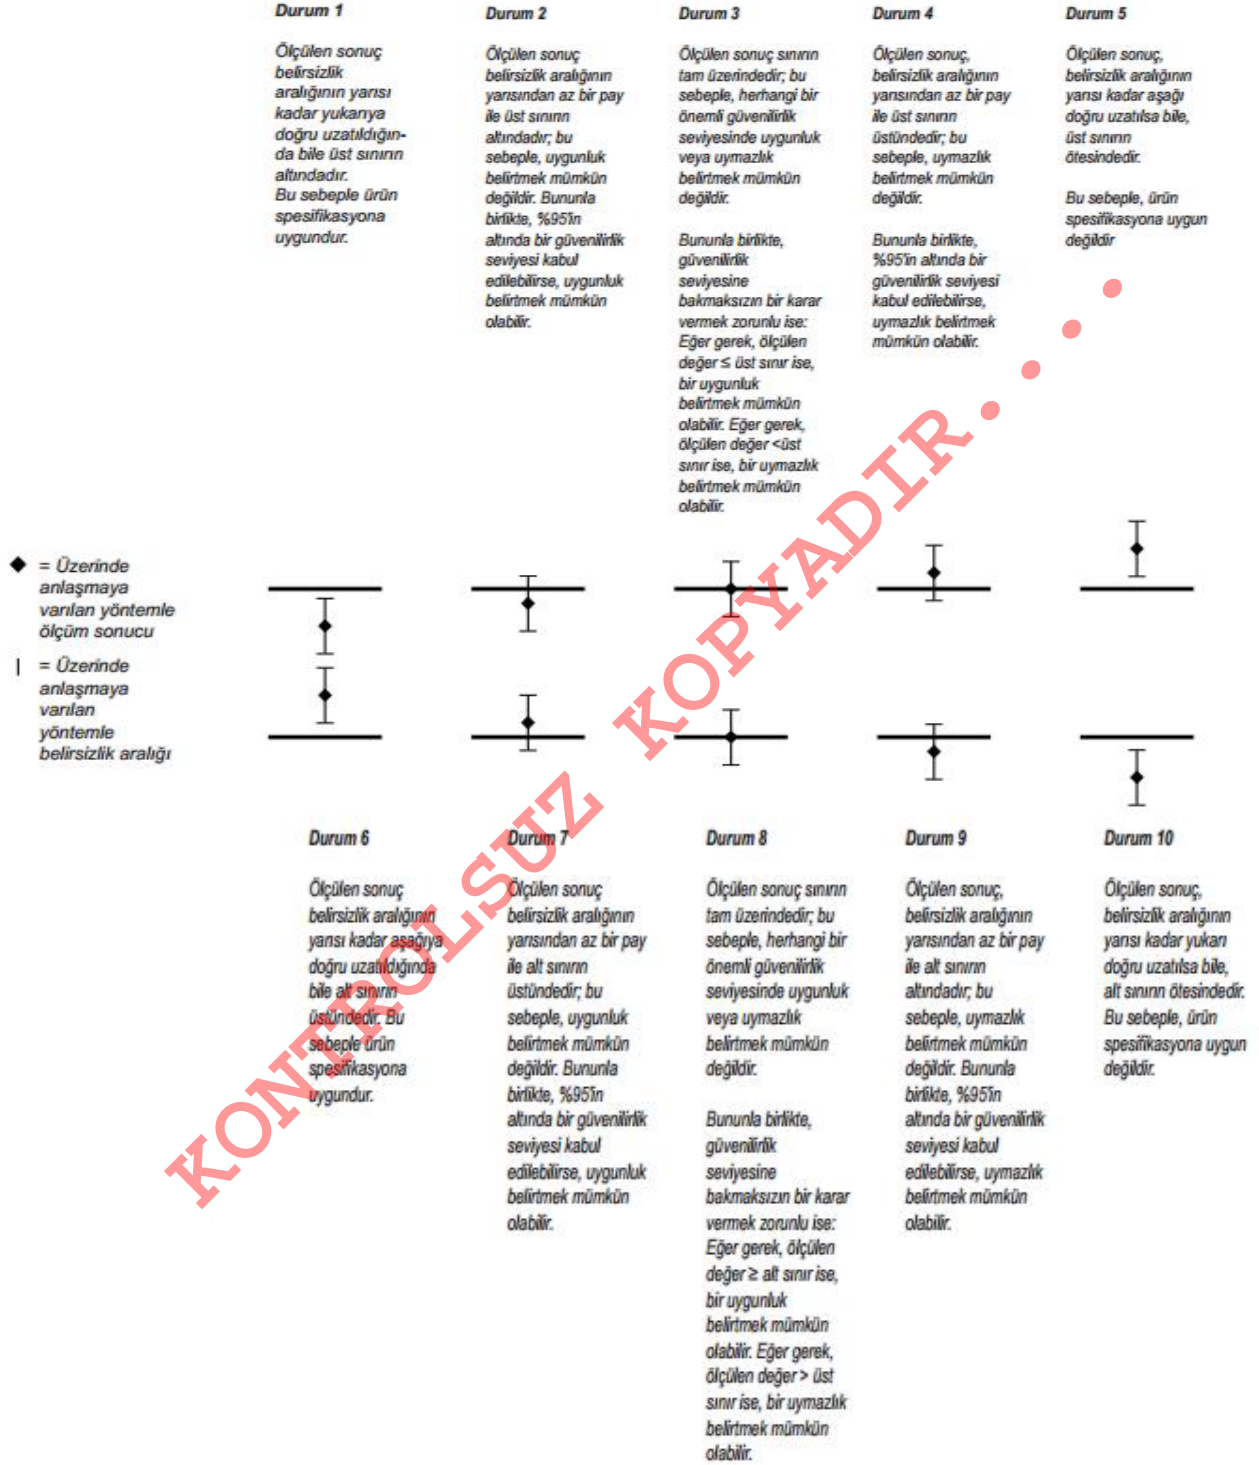 Durum 1
Ölçülen sonuç
belirsizlik
aralığının yarısı
kadar yukarıya
doğru uzatıldığın-
da bile üst sınırın
altındadır.
Bu sebeple ürün
spesifikasyona
uygundur.
Durum 2
Ölçülen sonuç
belirsizlik aralığının
yarısından az bir pay
ile üst sınırın
altındadır; bu
sebeple, uygunluk
belirtmek mümkün
değildir. Bununla
birlikte, %95'in
altında bir güvenilirlik
seviyesi kabul
edilebilirse, uygunluk
belirtmek mümkün
olabilir.
Durum 3
Ölçülen sonuç sınırın
tam üzerindedir; bu
sebeple, herhangi bir
önemli güvenilirlik
seviyesinde uygunluk
veya uymazlık
belirtmek mümkün
değildir.
Bununla birlikte,
güvenilirlik
seviyesine
bakmaksızın bir karar
vermek zorunlu ise:
Eğer gerek, ölçülen
değer ≤ üst sınır ise,
bir uygunluk
belirtmek mümkün
olabilir. Eğer gerek,
ölçülen değer <üst
sınır ise, bir uymazlık
belirtmek mümkün
olabilir.
Durum 4
Ölçülen sonuç,
belirsizlik aralığının
yarısından az bir pay
ile üst sınırın
üstündedir; bu
sebeple, uymazlık
belirtmek mümkün
değildir.
Bununla birlikte,
%95'in altında bir
güvenilirlik seviyesi
kabul edilebilirse,
uymazlık belirtmek
mümkün olabilir.
Durum 5
Ölçülen sonuç,
belirsizlik aralığının
yarısı kadar aşağı
doğru uzatılsa bile,
üst sınırın
ötesindedir.
Bu sebeple, ürün
spesifikasyona uygun
değildir
◆ = Üzerinde
anlaşmaya
varılan yöntemle
ölçüm sonucu
| = Üzerinde
anlaşmaya
varılan
yöntemle
belirsizlik aralığı
Durum 6
Ölçülen sonuç
belirsizlik aralığının
yarısı kadar aşağıya
doğru uzatıldığında
bile alt sınırın
üstündedir. Bu
sebeple ürün
spesifikasyona
uygundur.
Durum 7
Ölçülen sonuç
belirsizlik aralığının
yarısından az bir pay
ile alt sınırın
üstündedir; bu
sebeple, uygunluk
belirtmek mümkün
değildir. Bununla
birlikte, %95'in
altında bir güvenilirlik
seviyesi kabul
edilebilirse, uygunluk
belirtmek mümkün
olabilir.
Durum 8
Ölçülen sonuç sınırın
tam üzerindedir; bu
sebeple, herhangi bir
önemli güvenilirlik
seviyesinde uygunluk
veya uymazlık
belirtmek mümkün
değildir.
Bununla birlikte,
güvenilirlik
seviyesine
bakmaksızın bir karar
vermek zorunlu ise:
Eğer gerek, ölçülen
değer ≥ alt sınır ise,
bir uygunluk
belirtmek mümkün
olabilir. Eğer gerek,
ölçülen değer > üst
sınır ise, bir uymazlık
belirtmek mümkün
olabilir.
Durum 9
Ölçülen sonuç,
belirsizlik aralığının
yarısından az bir pay
ile alt sınırın
altındadır; bu
sebeple, uymazlık
belirtmek mümkün
değildir. Bununla
birlikte, %95'in
altında bir güvenilirlik
seviyesi kabul
edilebilirse, uymazlık
belirtmek mümkün
olabilir.
Durum 10
Ölçülen sonuç,
belirsizlik aralığının
yarısı kadar yukarı
doğru uzatılsa bile,
alt sınırın ötesindedir.
Bu sebeple, ürün
spesifikasyona uygun
değildir.
KONTROLSUZ KOPYADIR.....